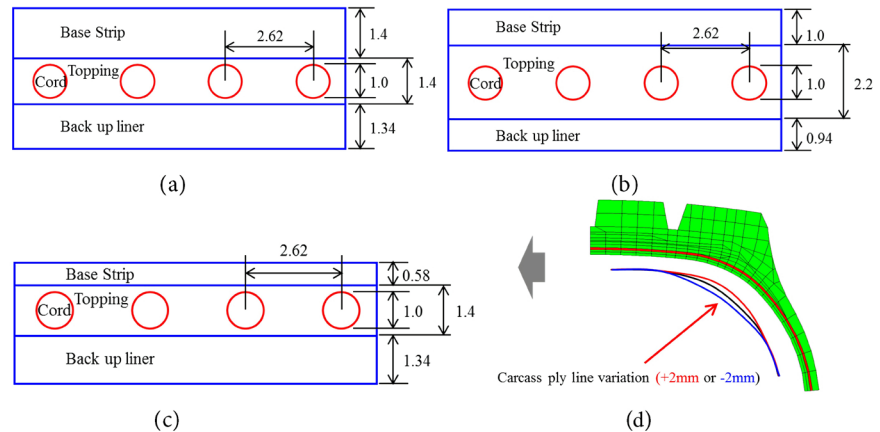 Base Strip
2.62
1.4
Topping
Cord
1.0
1.4
Back up liner
1.34
(a)
Base Strip
2.62
1.0
Topping
Cord
1.0
2.2
Back up liner
0.94
(b)
2.62
Base Strip
0.58
Topping
Cord
1.0
1.4
Back up liner
1.34
(c)
Carcass ply line variation (+2mm or -2mm)
(d)